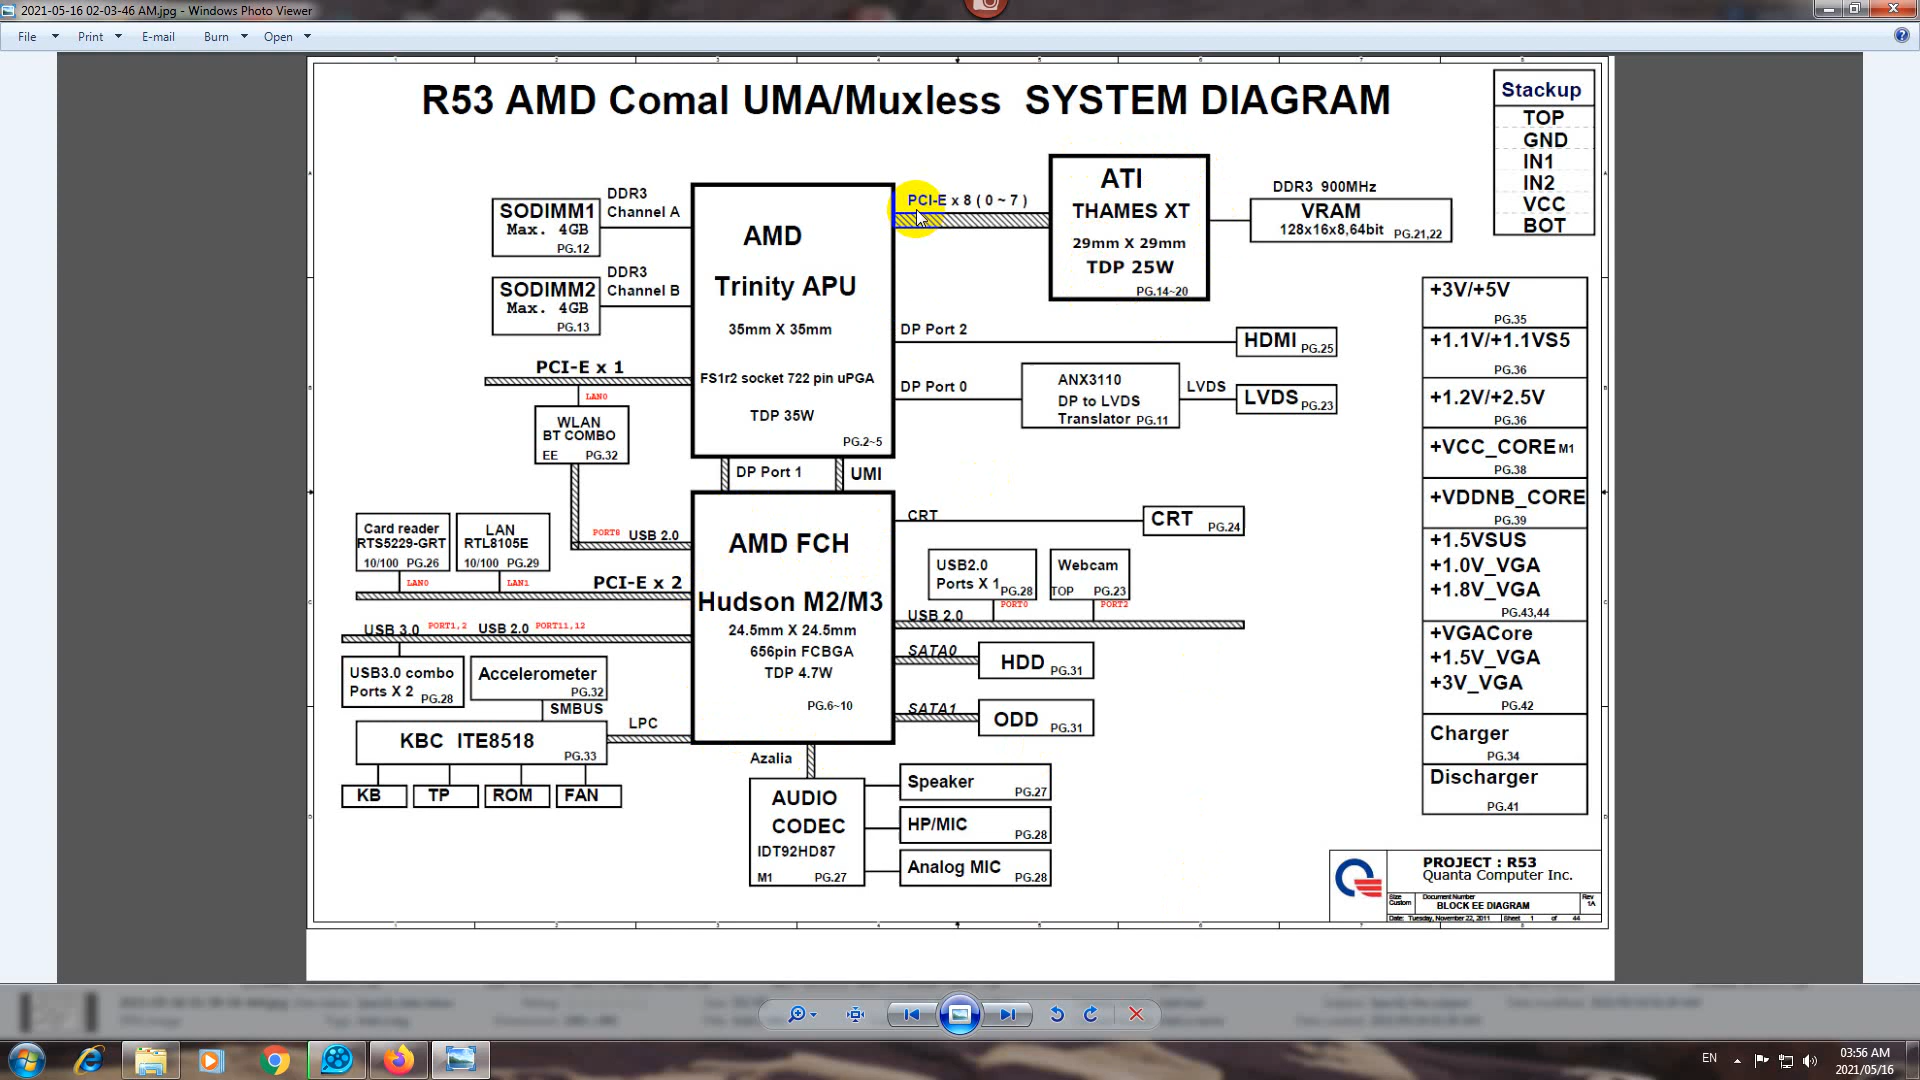 2021-05-16 02-03-46 AM.jpg - Windows Photo Viewer
File Print E-mail Burn Open
R53 AMD Comal UMA/Muxless SYSTEM DIAGRAM
Stackup
TOP
GND
IN1
IN2
VCC
BOT
SODIMM1
Max. 4GB
PG.12
DDR3
Channel A
SODIMM2
Max. 4GB
PG.13
DDR3
Channel B
AMD
Trinity APU
35mm X 35mm
FS1r2 socket 722 pin uPGA
TDP 35W
PG.2~5
PCI-E x 8 ( 0 ~ 7 )
ATI
THAMES XT
29mm X 29mm
TDP 25W
PG.14~20
DDR3 900MHz
VRAM
128x16x8,64bit PG.21,22
DP Port 2
HDMI PG.25
DP Port 0
ANX3110
DP to LVDS
Translator PG.11
LVDS
LVDS PG.23
PCI-E x 1
LAN0
WLAN
BT COMBO
EE PG.32
DP Port 1
UMI
PORT8 USB 2.0
Card reader
RTS5229-GRT
10/100 PG.26
LAN
RTL8105E
10/100 PG.29
LAN0
LAN1
PCI-E x 2
USB 3.0 PORT1,2 USB 2.0 PORT11,12
USB3.0 combo
Ports X 2 PG.28
Accelerometer
PG.32
SMBUS
KBC ITE8518
PG.33
LPC
KB
TP
ROM
FAN
AMD FCH
Hudson M2/M3
24.5mm X 24.5mm
656pin FCBGA
TDP 4.7W
PG.6~10
CRT
CRT PG.24
USB2.0
Ports X 1 PG.28
PORT0
Webcam
TOP PG.23
PORT2
USB 2.0
SATA0
HDD PG.31
SATA1
ODD PG.31
Azalia
AUDIO
CODEC
IDT92HD87
M1 PG.27
Speaker
PG.27
HP/MIC
PG.28
Analog MIC
PG.28
+3V/+5V
PG.35
+1.1V/+1.1VS5
PG.36
+1.2V/+2.5V
PG.36
+VCC_CORE M1
PG.38
+VDDNB_CORE
PG.39
+1.5VSUS
+1.0V_VGA
+1.8V_VGA
PG.43,44
+VGACore
+1.5V_VGA
+3V_VGA
PG.42
Charger
PG.34
Discharger
PG.41
PROJECT : R53
Quanta Computer Inc.
Size
Custom
Document Number
BLOCK EE DIAGRAM
Rev
1A
Date: Tuesday, November 22, 2011 Sheet 1 of 44
EN
03:56 AM
2021/05/16